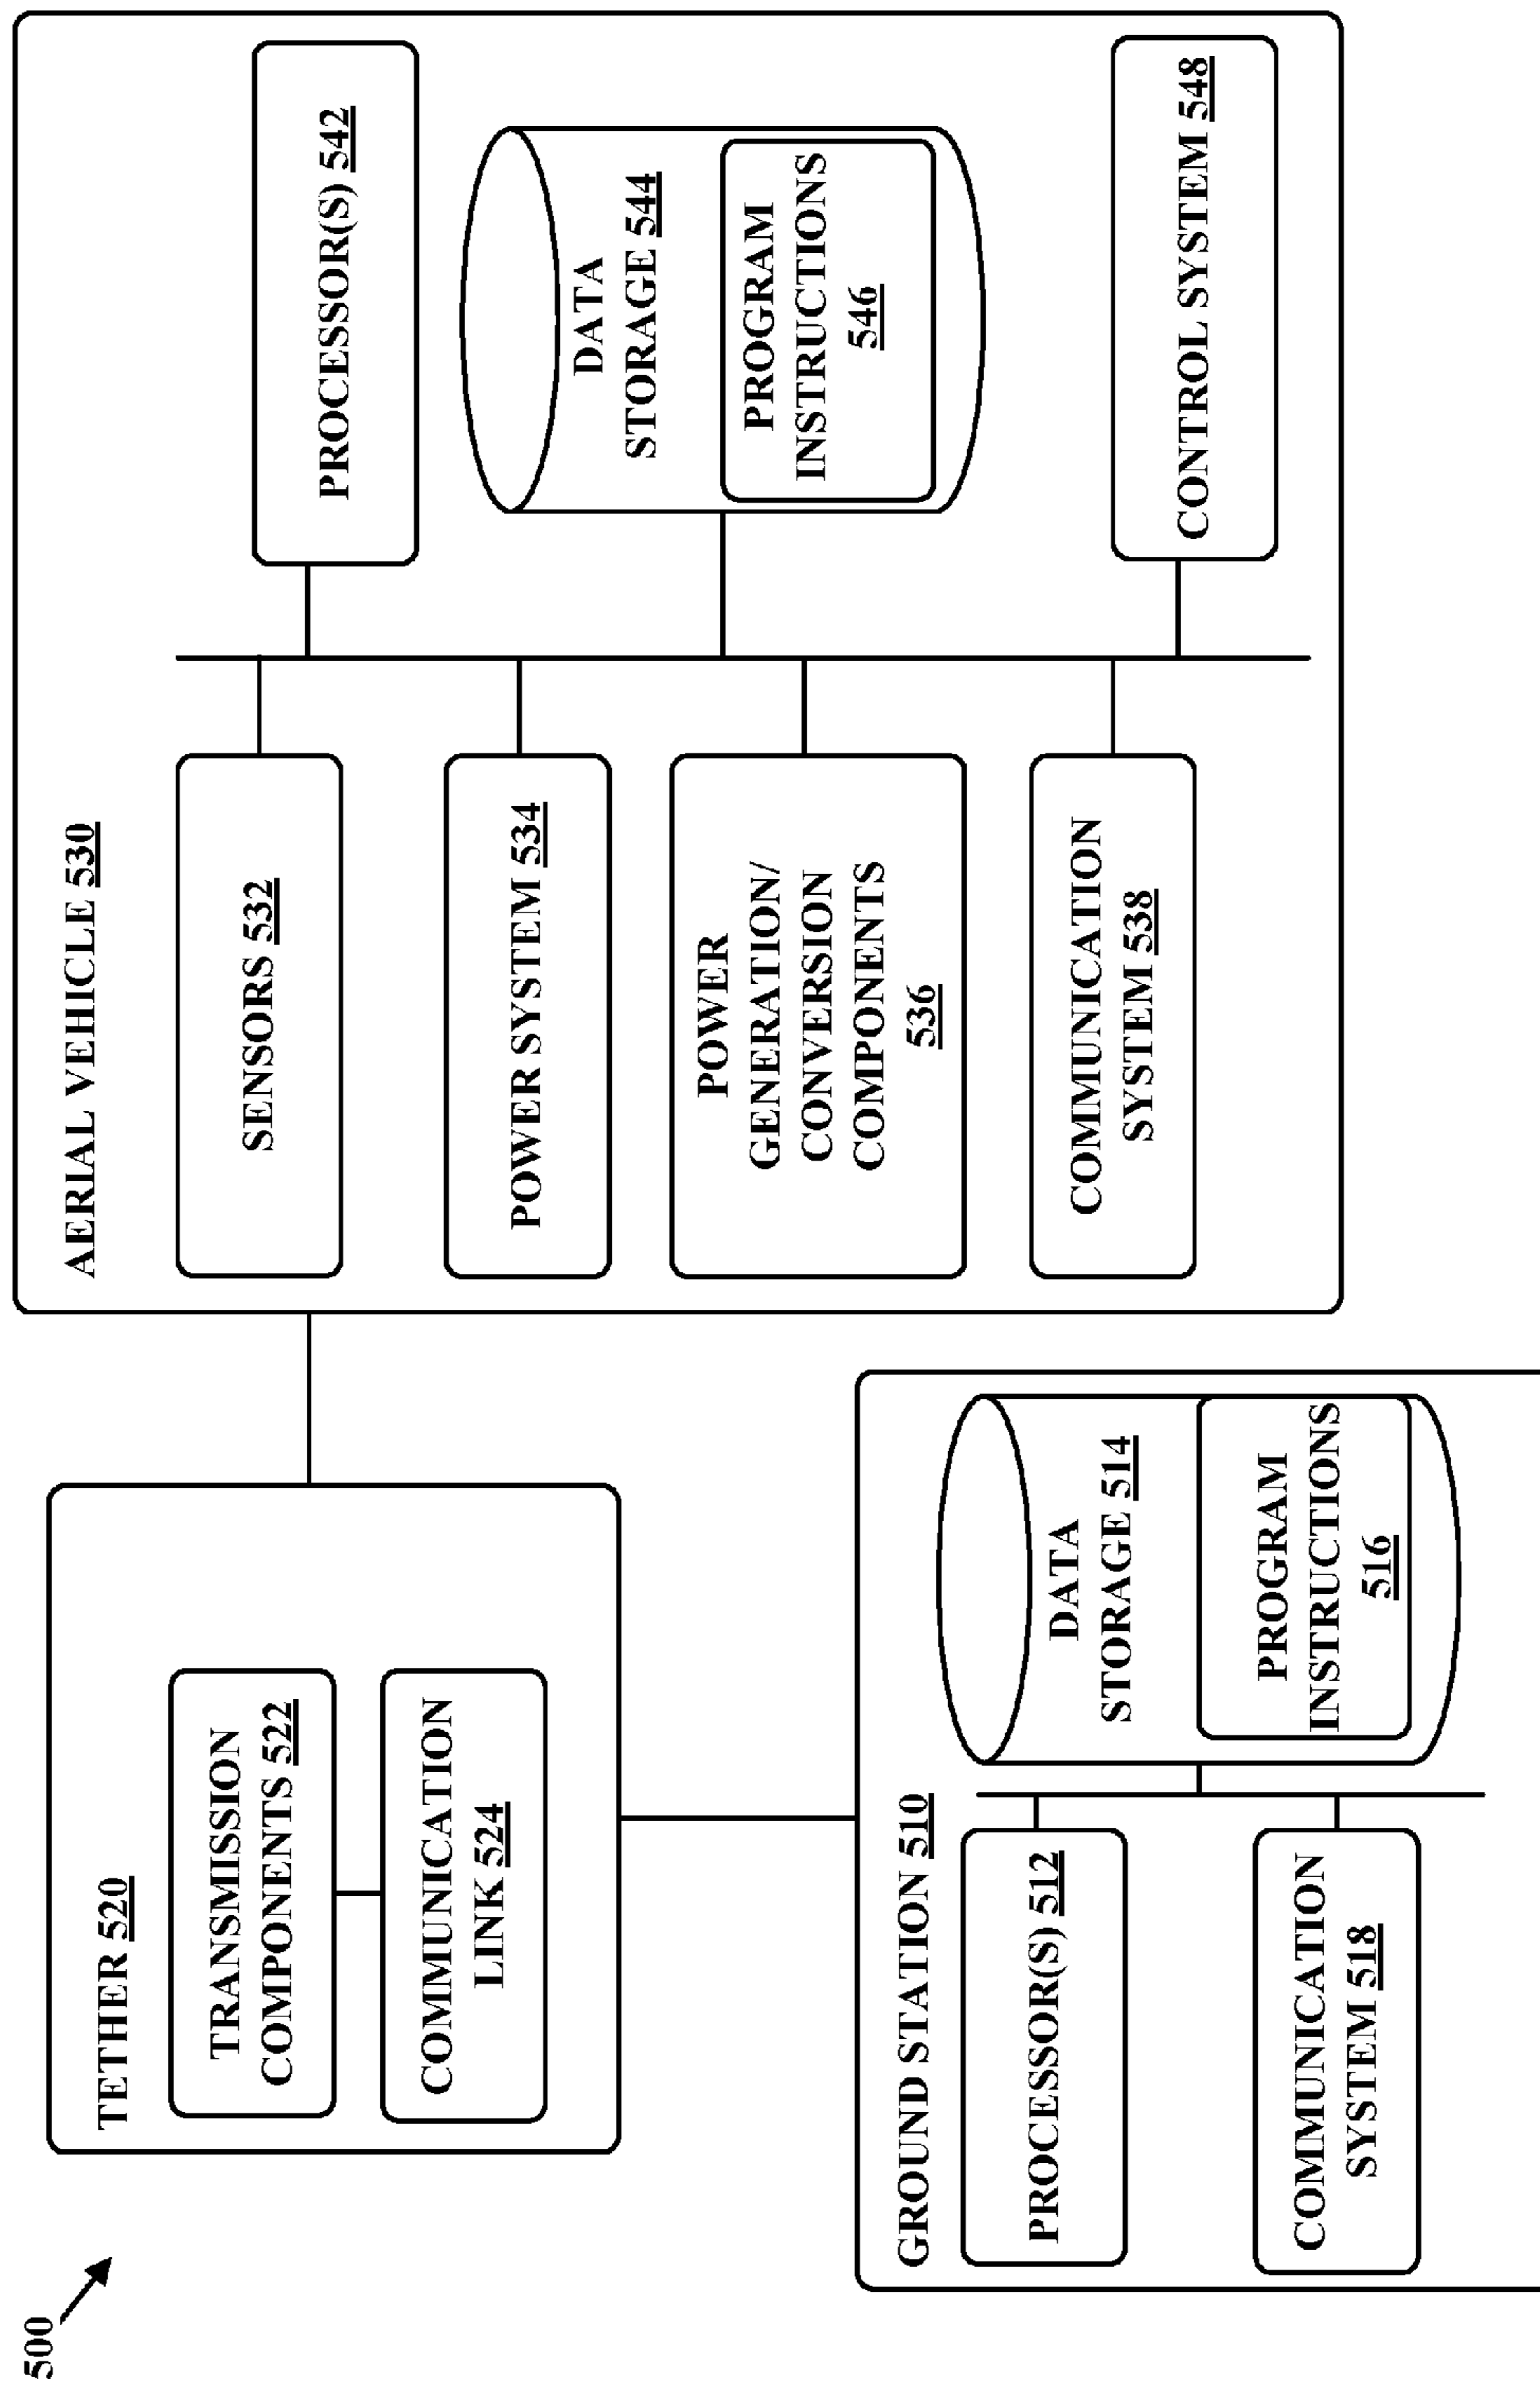 500
TETHER 520
TRANSMISSION
COMPONENTS 522
COMMUNICATION
LINK 524
GROUND STATION 510
PROCESSOR(S) 512
COMMUNICATION
SYSTEM 518
DATA
STORAGE 514
PROGRAM
INSTRUCTIONS
516
AERIAL VEHICLE 530
SENSORS 532
POWER SYSTEM 534
POWER
GENERATION/
CONVERSION
COMPONENTS
536
COMMUNICATION
SYSTEM 538
PROCESSOR(S) 542
DATA
STORAGE 544
PROGRAM
INSTRUCTIONS
546
CONTROL SYSTEM 548